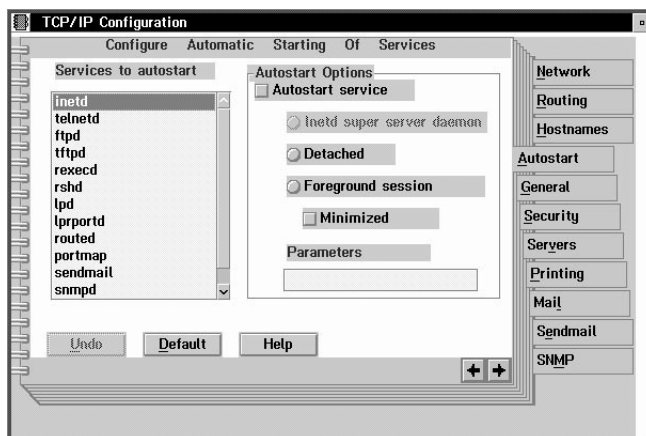 TCP/IP Configuration
Configure Automatic Starting Of Services
Services to autostart
inetd
telnetd
ftpd
tftpd
rexecd
rshd
lpd
lprportd
routed
portmap
sendmail
snmpd
Autostart Options
Autostart service
Inetd super server daemon
Detached
Foreground session
Minimized
Parameters
Undo
Default
Help
Network
Routing
Hostnames
Autostart
General
Security
Servers
Printing
Mail
Sendmail
SNMP